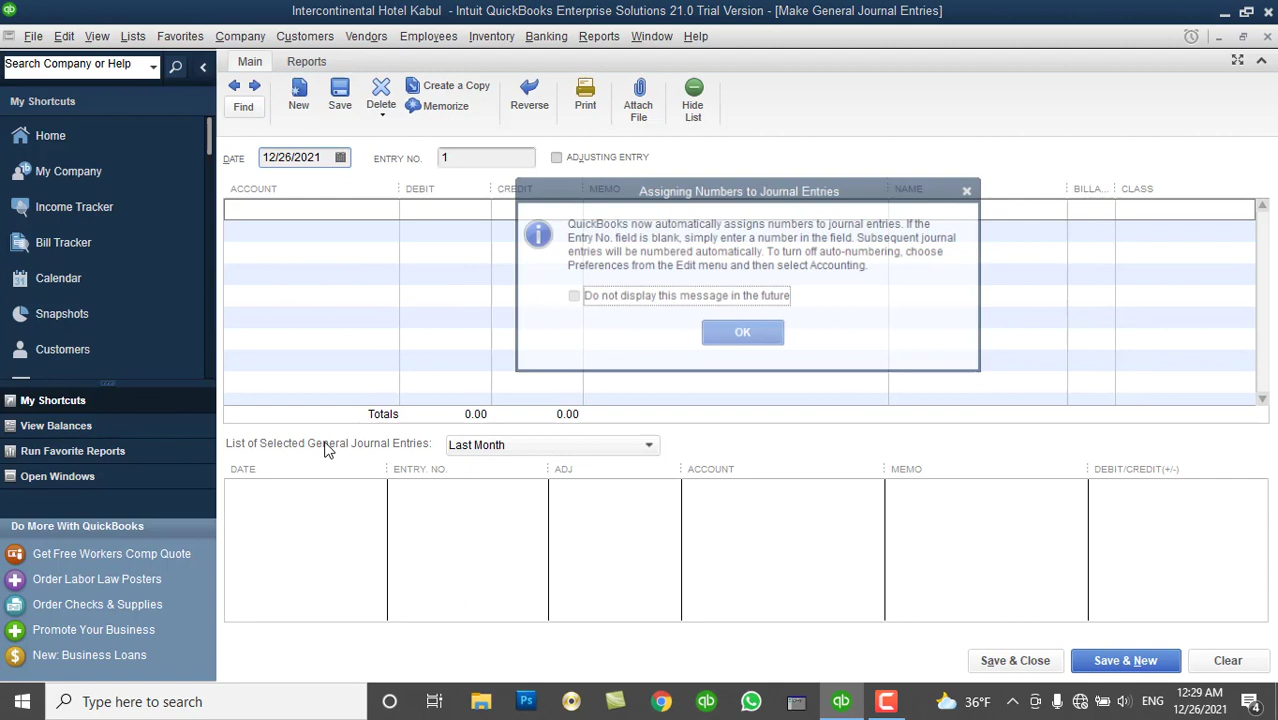 Intercontinental Hotel Kabul - Intuit QuickBooks Enterprise Solutions 21.0 Trial Version - [Make General Journal Entries]
File Edit View Lists Favorites Company Customers Vendors Employees Inventory Banking Reports Window Help
Search Company or Help
My Shortcuts
Home
My Company
Income Tracker
Bill Tracker
Calendar
Snapshots
Customers
My Shortcuts
View Balances
Run Favorite Reports
Open Windows
Do More With QuickBooks
Get Free Workers Comp Quote
Order Labor Law Posters
Order Checks & Supplies
Promote Your Business
New: Business Loans
Main Reports
Find
New
Save
Delete
Create a Copy
Memorize
Reverse
Print
Attach
File
Hide
List
DATE 12/26/2021 ENTRY NO. 1 ADJUSTING ENTRY
ACCOUNT DEBIT CREDIT MEMO NAME BILLA... CLASS
Assigning Numbers to Journal Entries
QuickBooks now automatically assigns numbers to journal entries. If the
Entry No. field is blank, simply enter a number in the field. Subsequent journal
entries will be numbered automatically. To turn off auto-numbering, choose
Preferences from the Edit menu and then select Accounting.
Do not display this message in the future
OK
Totals 0.00 0.00
List of Selected General Journal Entries: Last Month
DATE ENTRY. NO. ADJ ACCOUNT MEMO DEBIT/CREDIT(+/-)
Save & Close Save & New Clear
Type here to search
Ps
qb
qb
36°F
ENG
12:29 AM
12/26/2021
4